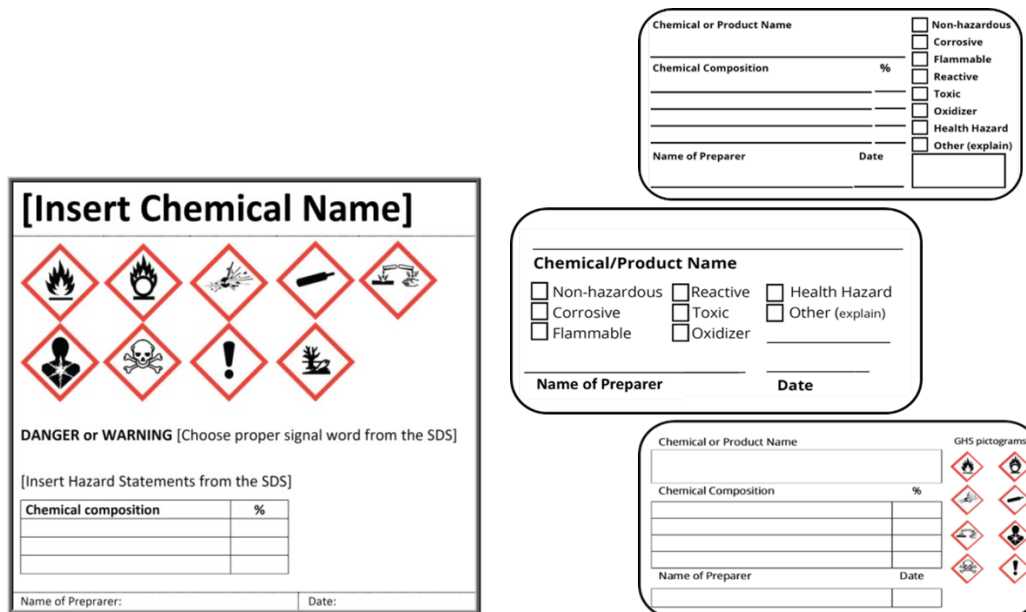 [Insert Chemical Name]
DANGER or WARNING [Choose proper signal word from the SDS]
[Insert Hazard Statements from the SDS]
Chemical composition %
Name of Preprarer: Date:
Chemical or Product Name
Chemical Composition %
Name of Preparer Date
Non-hazardous
Corrosive
Flammable
Reactive
Toxic
Oxidizer
Health Hazard
Other (explain)
Chemical/Product Name
Non-hazardous Reactive Health Hazard
Corrosive Toxic Other (explain)
Flammable Oxidizer
Name of Preparer Date
Chemical or Product Name GHS pictograms
Chemical Composition %
Name of Preparer Date